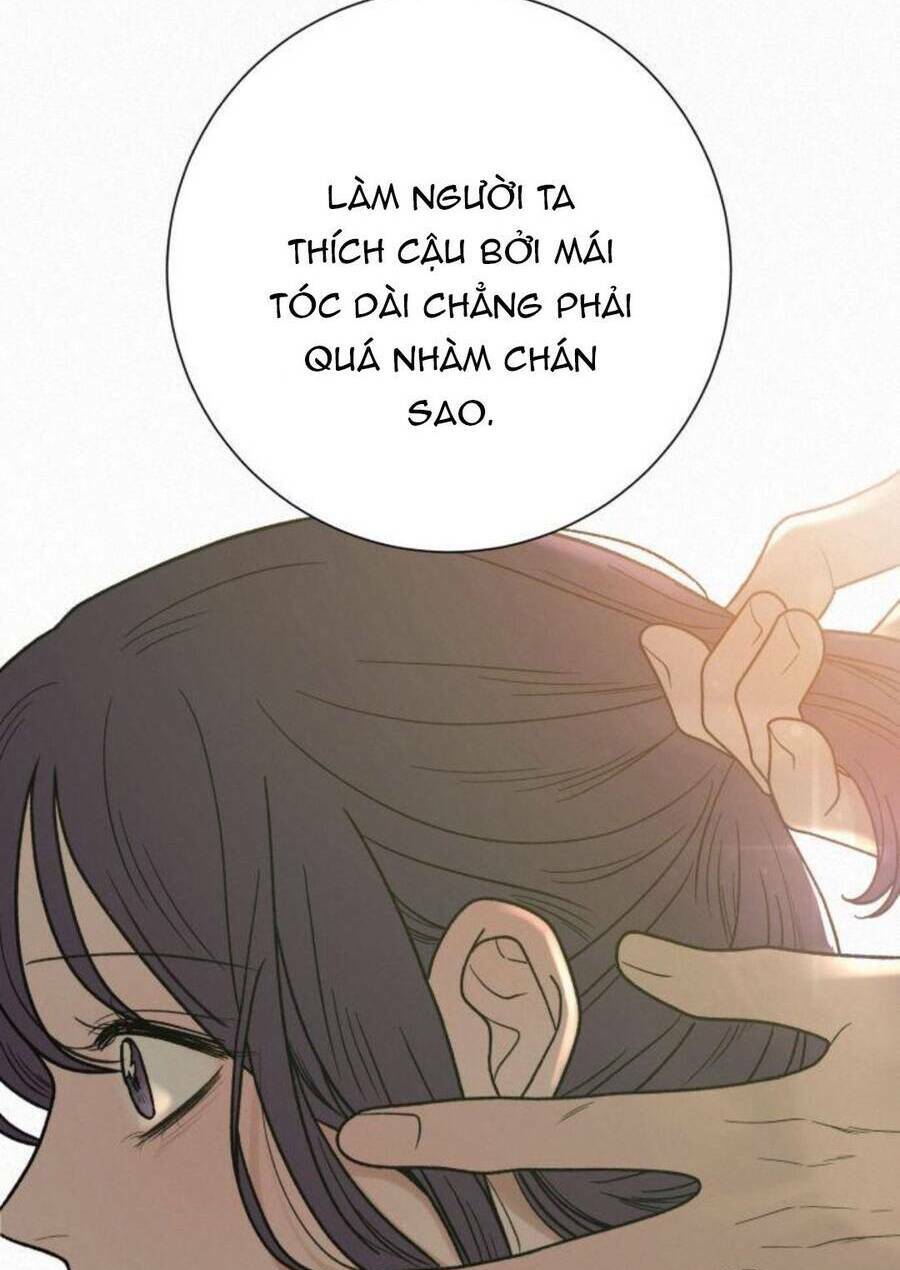 LÀM NGƯỜI TA
THÍCH CẬU BỞI MÁI
TÓC DÀI CHẲNG PHẢI
QUÁ NHÀM CHÁN
SAO.